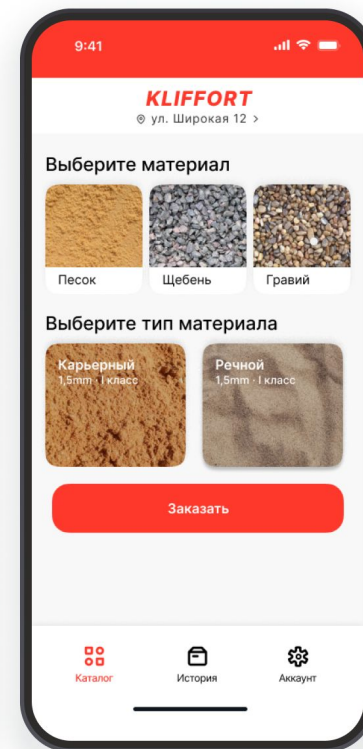 9:41
KLIFFORT
ул. Широкая 12 >
Выберите материал
Песок
Щебень
Гравий
Выберите тип материала
Карьерный
1,5mm · I класс
Речной
1,5mm · I класс
Заказать
Каталог
История
Аккаунт